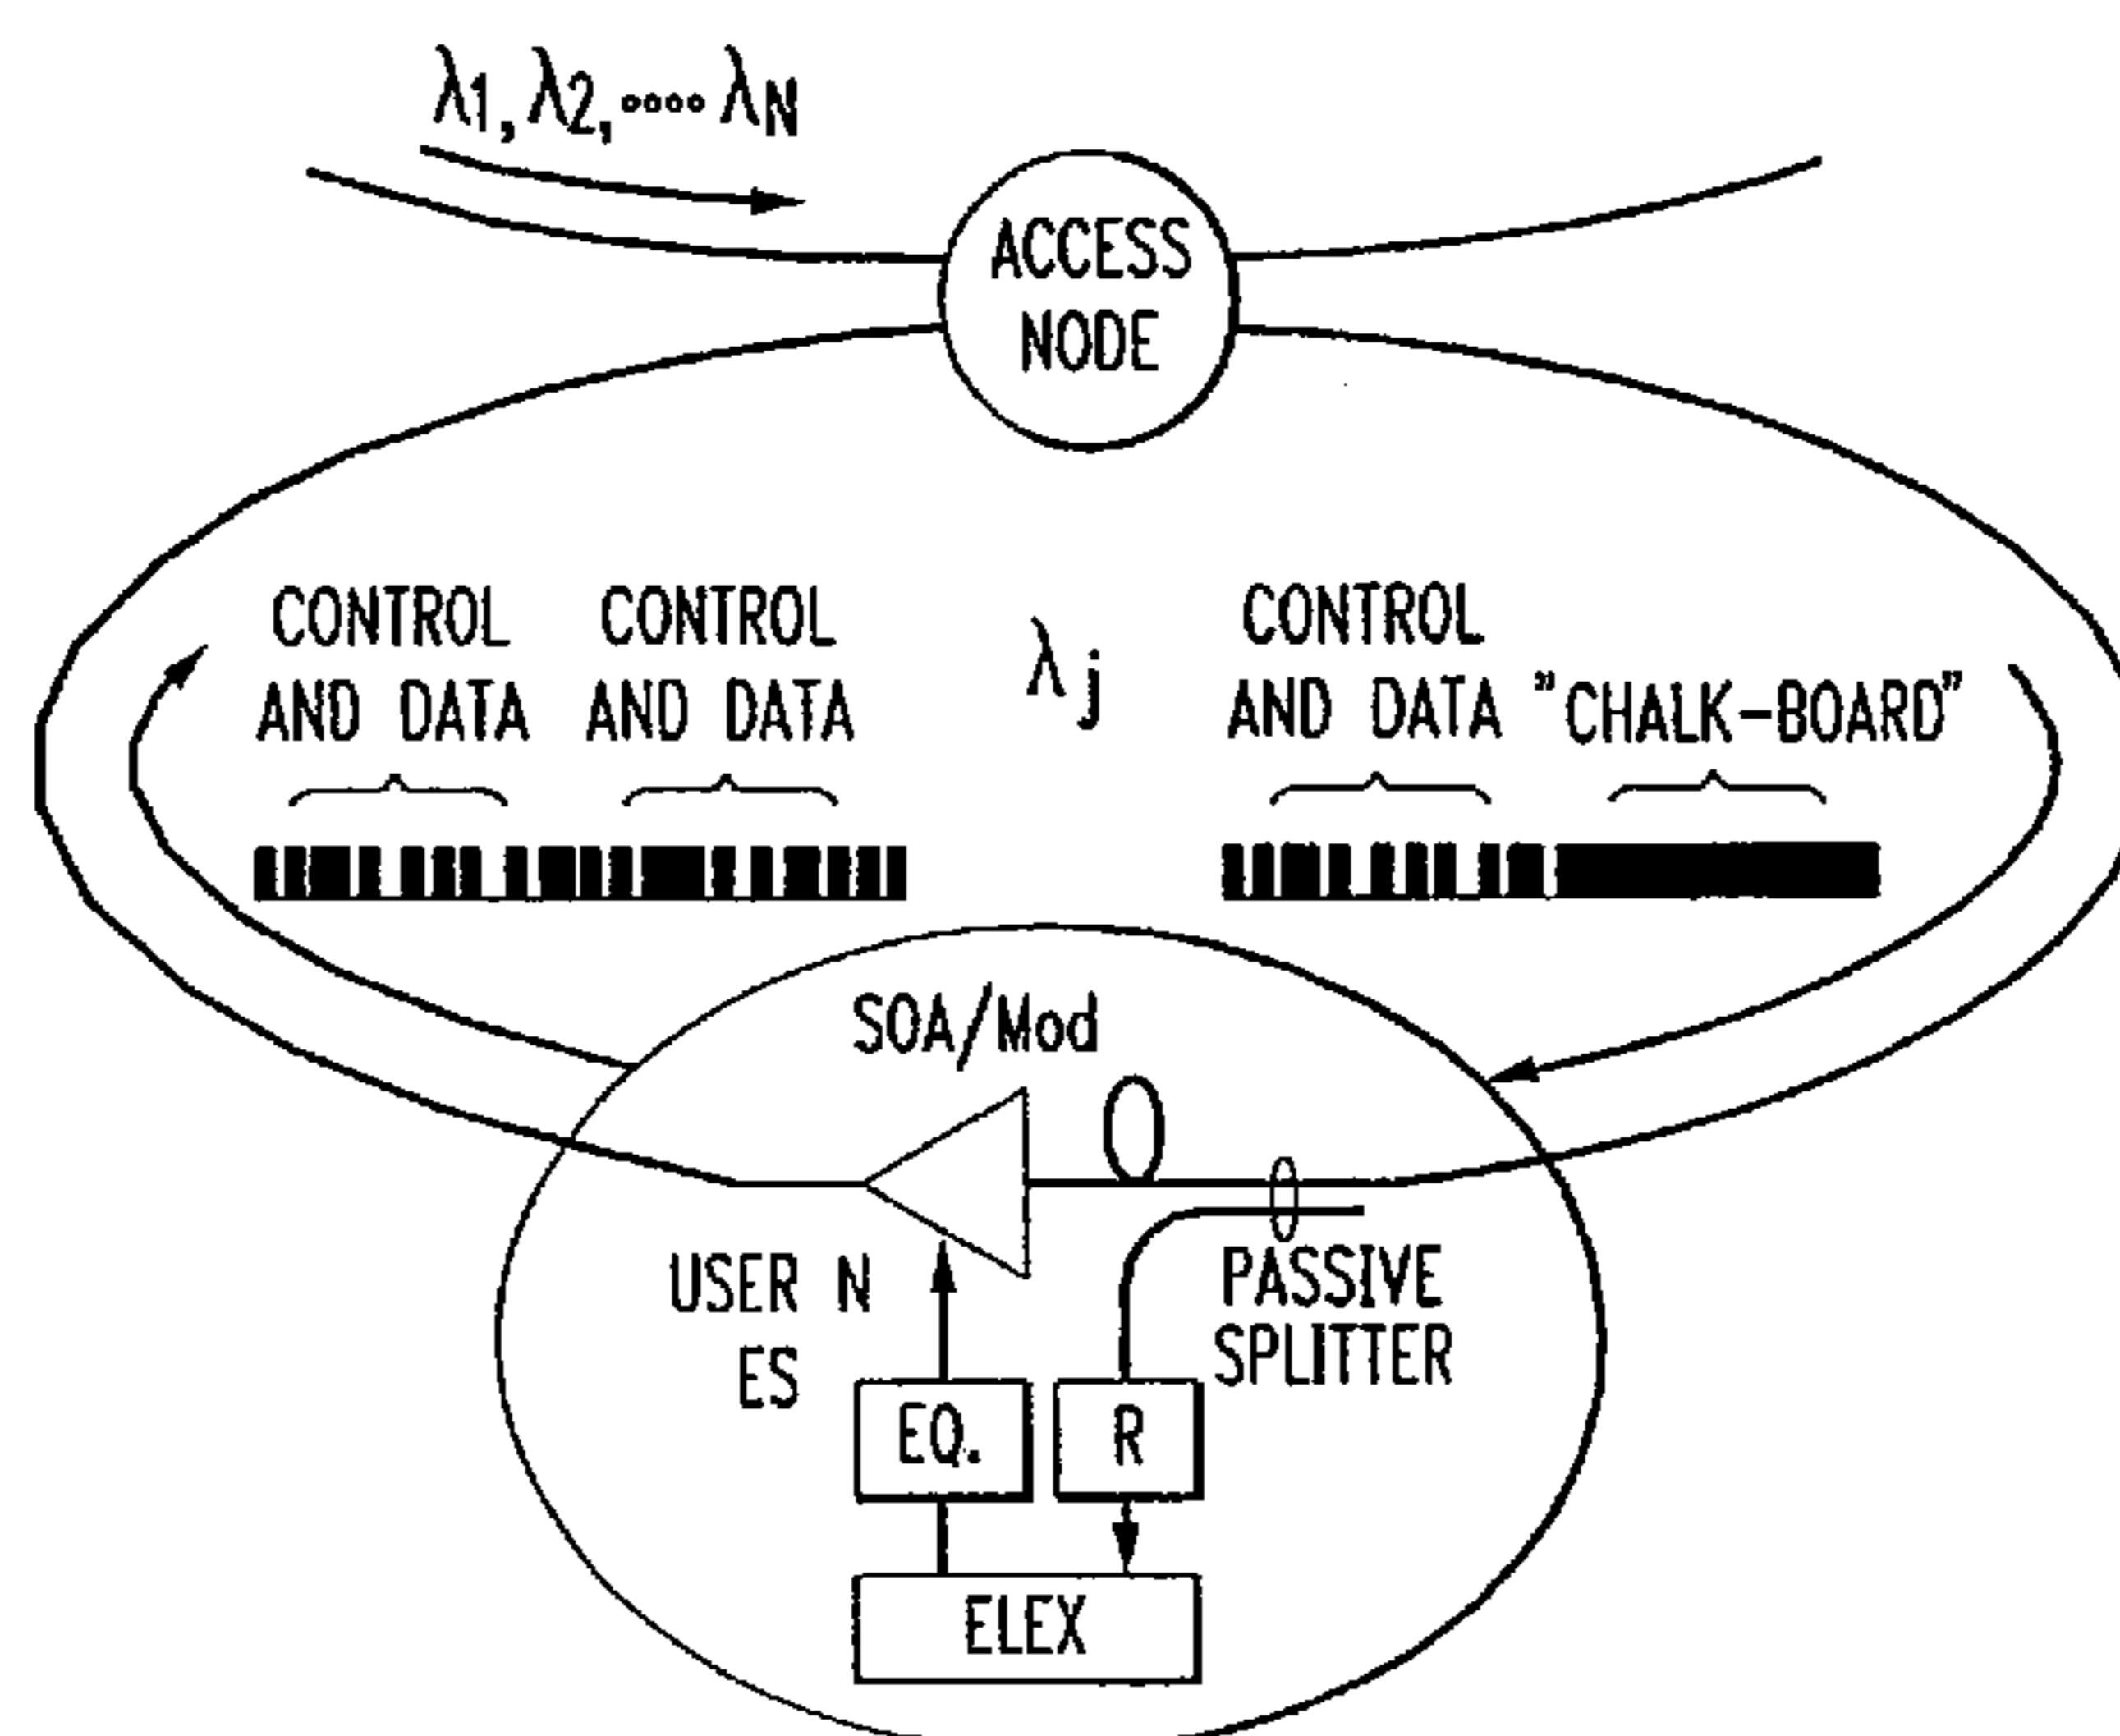 λ1, λ2, ···· λN
ACCESS
NODE
CONTROL
AND DATA
CONTROL
AND DATA
λj
CONTROL
AND DATA
"CHALK-BOARD"
SOA/Mod
USER N
ES
PASSIVE
SPLITTER
EQ.
R
ELEX